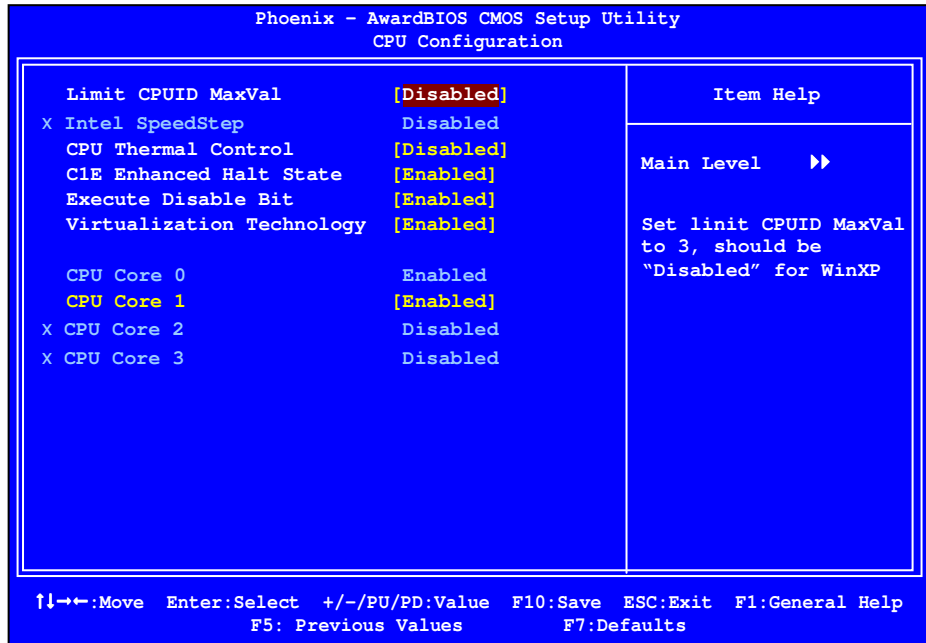 Phoenix – AwardBIOS CMOS Setup Utility
CPU Configuration
Limit CPUID MaxVal [Disabled]
X Intel SpeedStep Disabled
CPU Thermal Control [Disabled]
C1E Enhanced Halt State [Enabled]
Execute Disable Bit [Enabled]
Virtualization Technology [Enabled]
CPU Core 0 Enabled
CPU Core 1 [Enabled]
X CPU Core 2 Disabled
X CPU Core 3 Disabled
Item Help
Main Level
Set linit CPUID MaxVal
to 3, should be
“Disabled” for WinXP
↑↓→←:Move Enter:Select +/–/PU/PD:Value F10:Save ESC:Exit F1:General Help
F5: Previous Values F7:Defaults